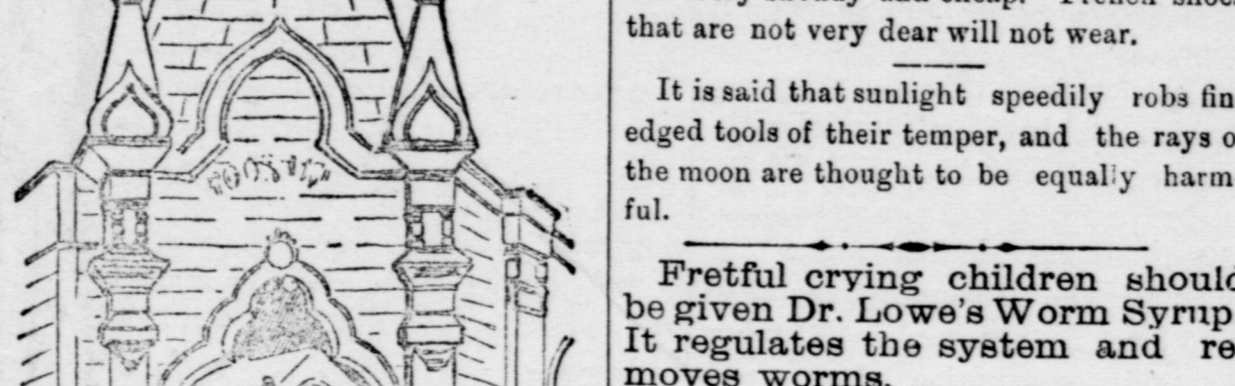 that are not very dear will not wear.
It is said that sunlight speedily robs fin
edged tools of their temper, and the rays o
the moon are thought to be equally harm
ful.
Fretful crying children should
be given Dr. Lowe's Worm Syrup
It regulates the system and re
moves worms.